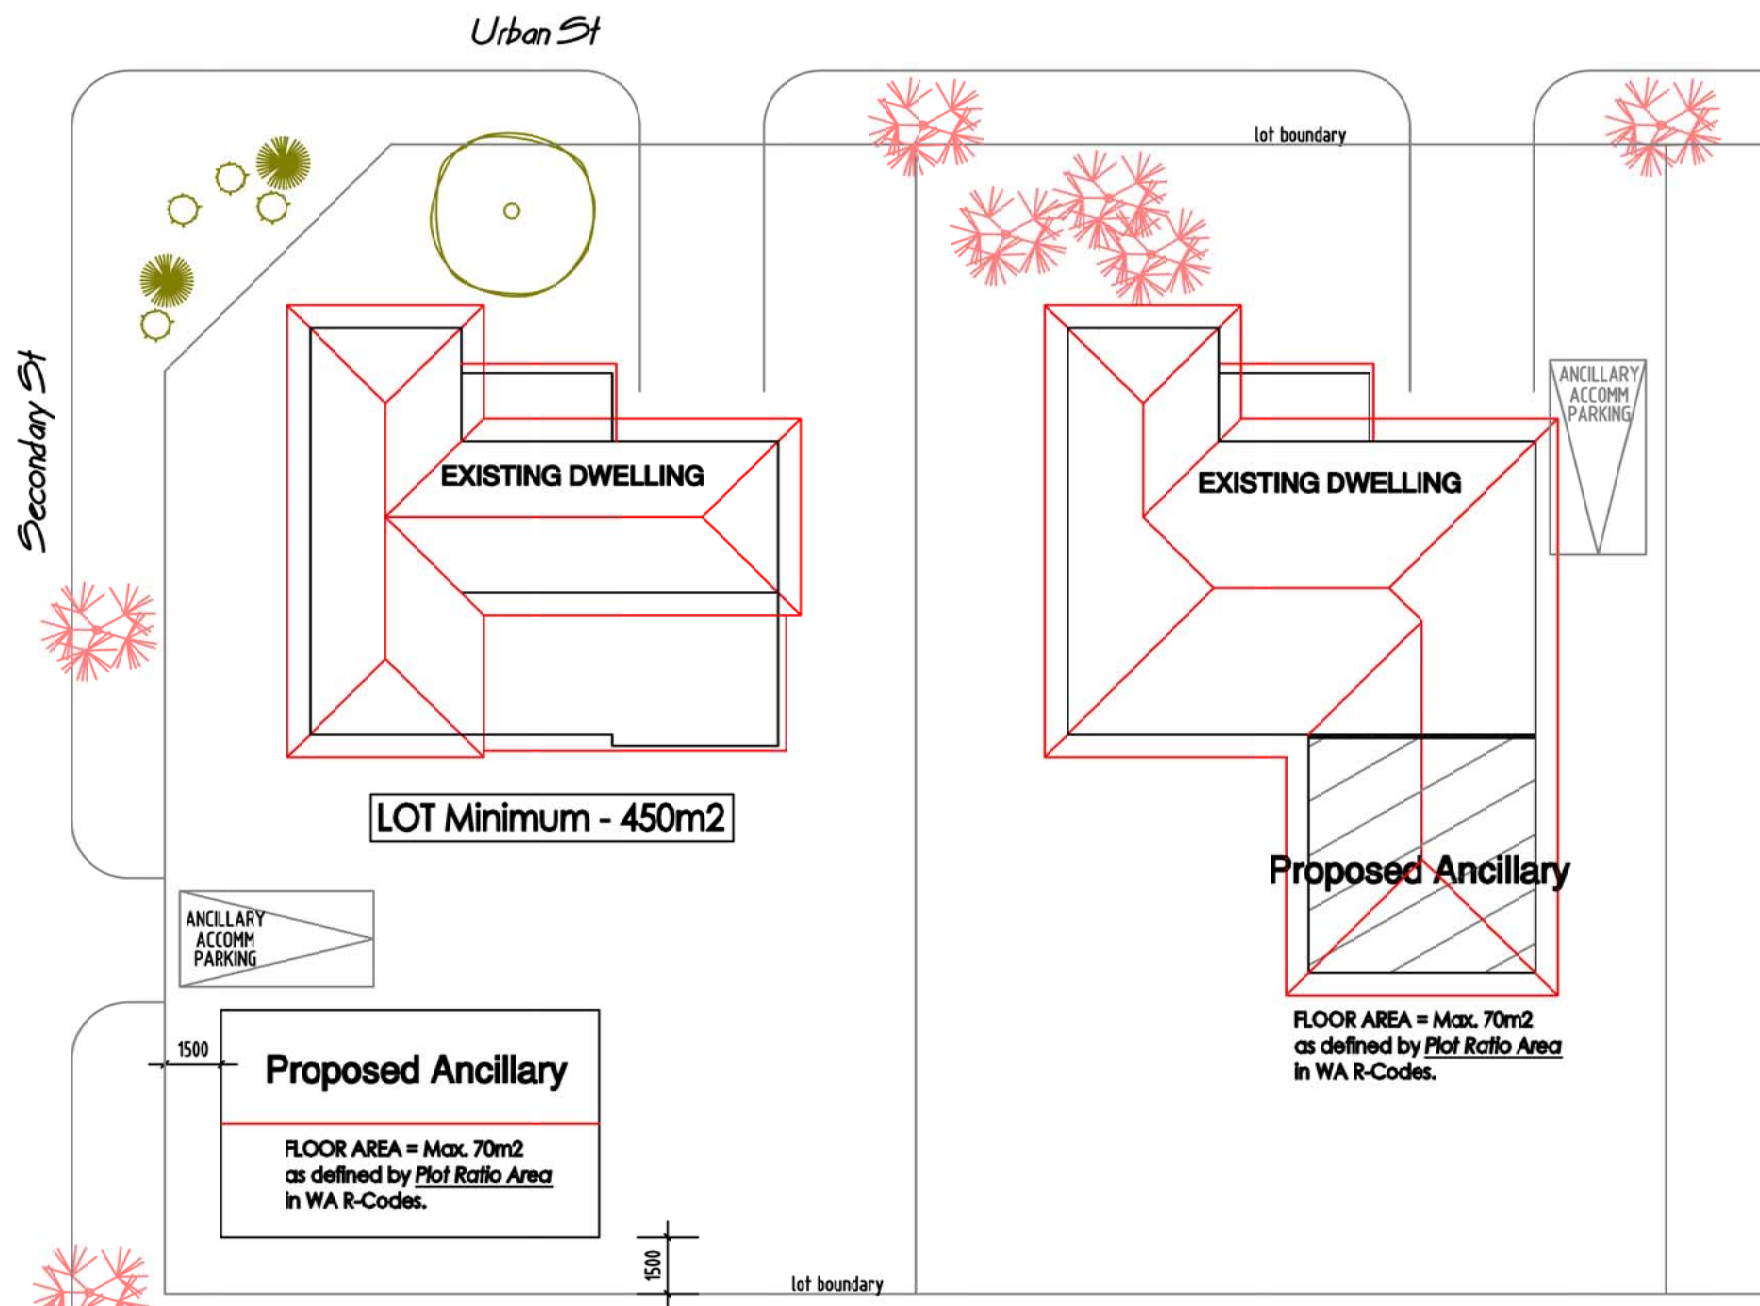 Urban St
lot boundary
Secondary St
EXISTING DWELLING
EXISTING DWELLING
ANCILLARY
ACCOMM
PARKING
LOT Minimum - 450m2
Proposed Ancillary
ANCILLARY
ACCOMM
PARKING
FLOOR AREA = Max. 70m2
as defined by Plot Ratio Area
in WA R-Codes.
1500
Proposed Ancillary
FLOOR AREA = Max. 70m2
as defined by Plot Ratio Area
in WA R-Codes.
1500
lot boundary